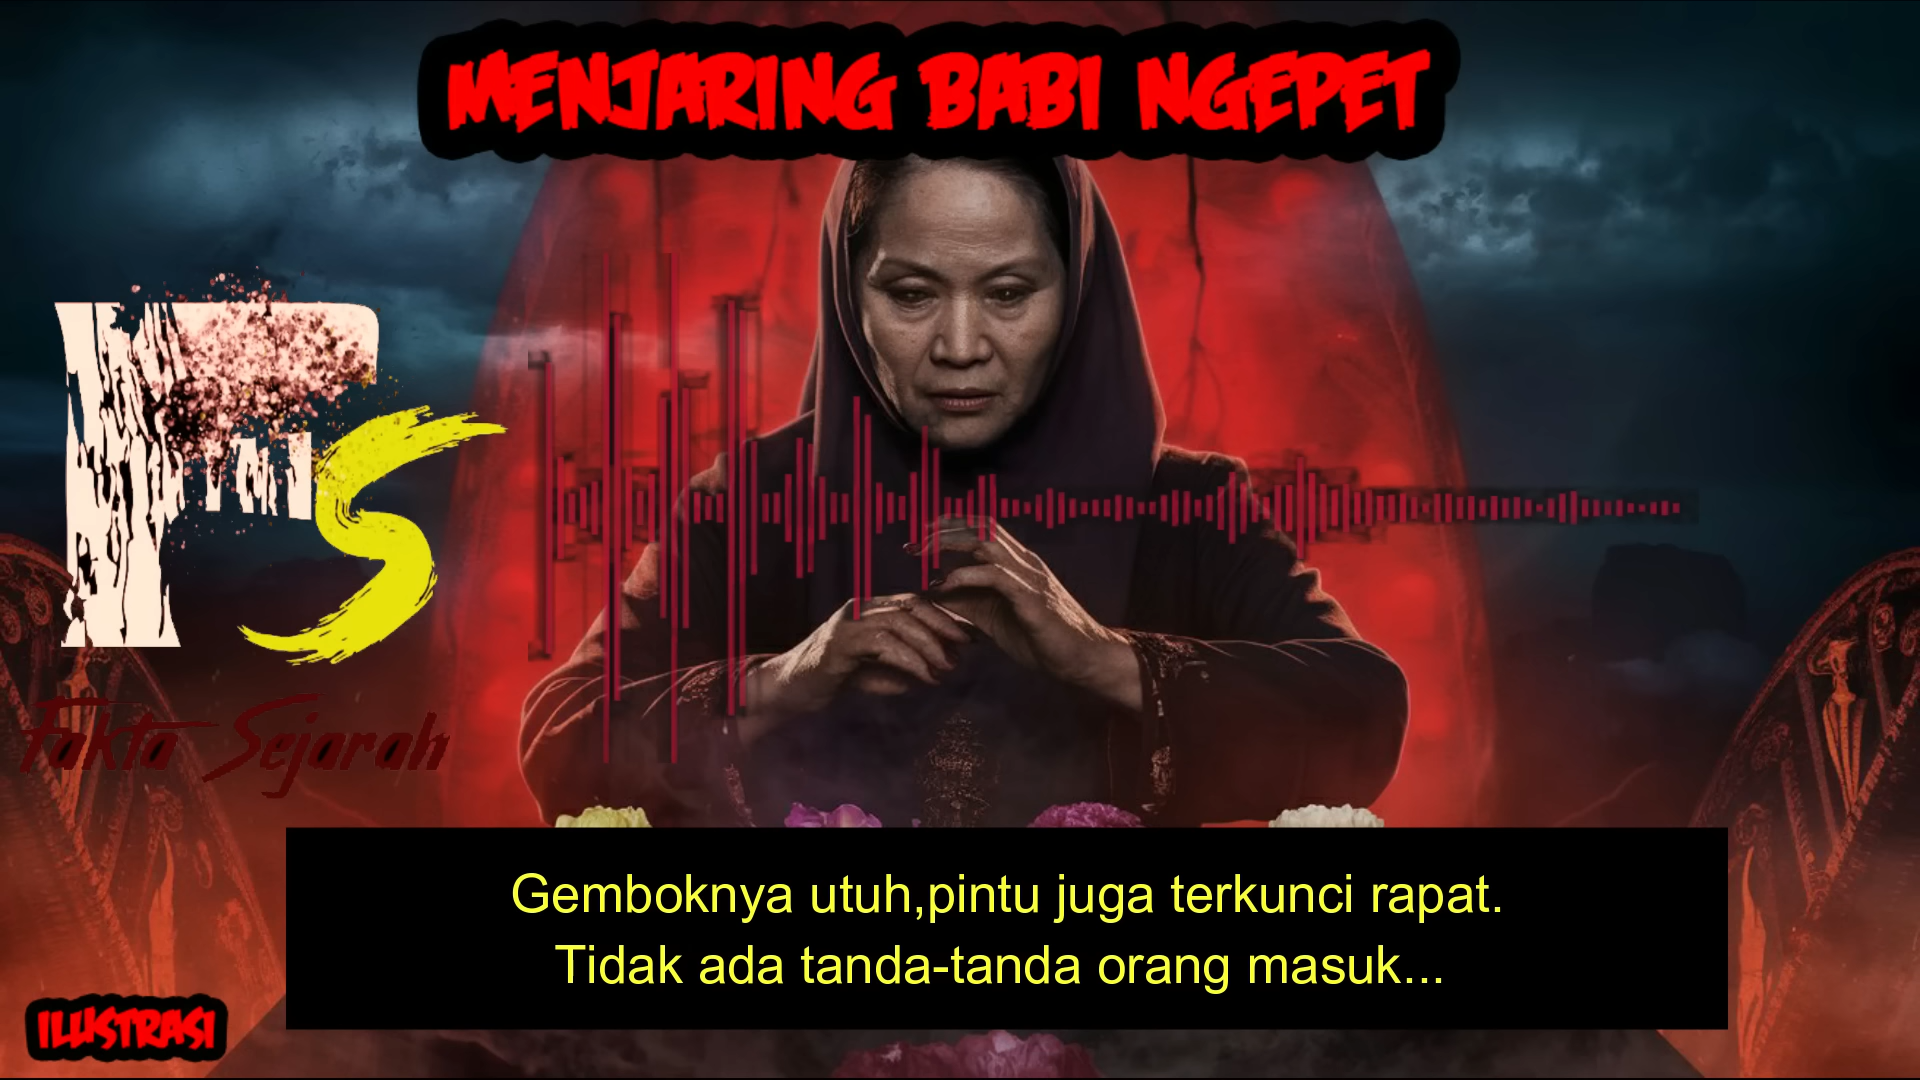 MENJARING BABI NGEPET
FS
Fakta Sejarah
Gemboknya utuh,pintu juga terkunci rapat.
Tidak ada tanda-tanda orang masuk...
ILUSTRASI